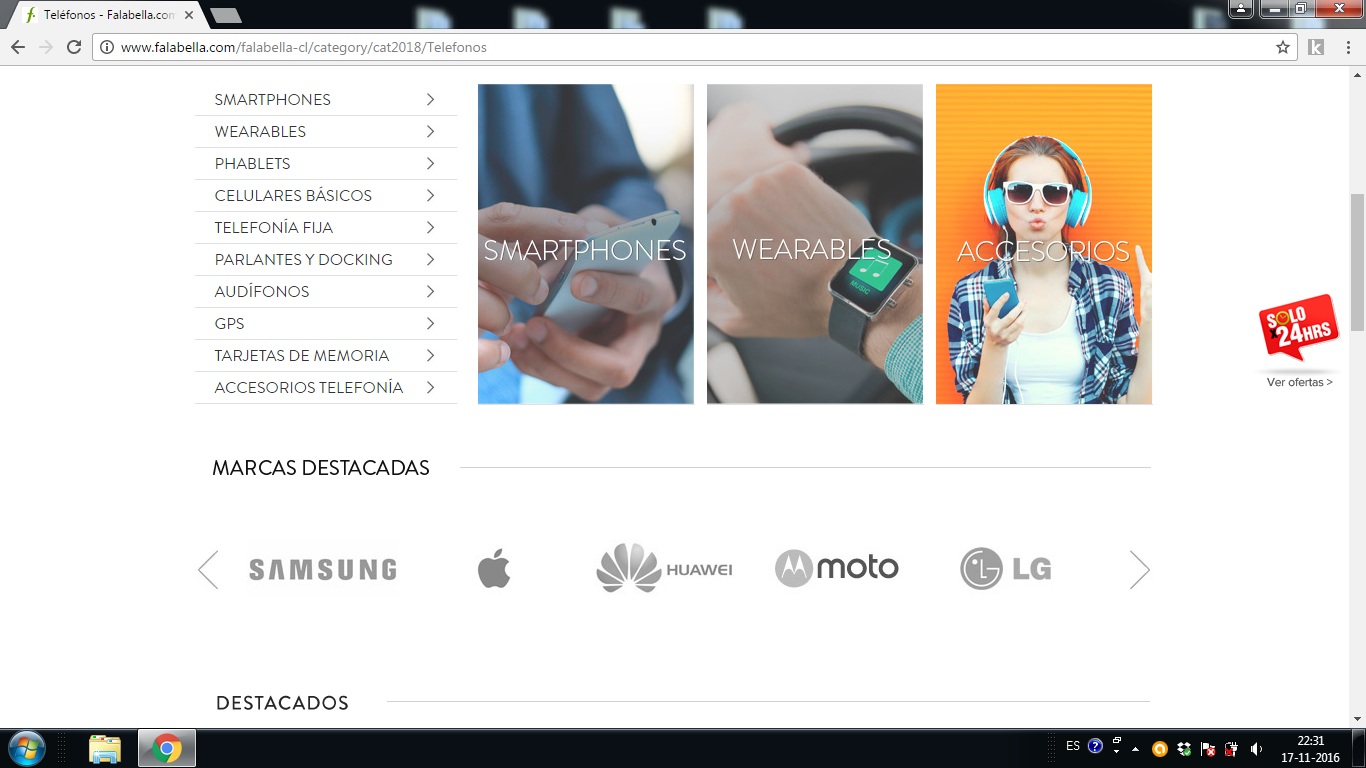 Teléfonos - Falabella.com
www.falabella.com/falabella-cl/category/cat2018/Telefonos
SMARTPHONES
WEARABLES
PHABLETS
CELULARES BÁSICOS
TELEFONÍA FIJA
PARLANTES Y DOCKING
AUDÍFONOS
GPS
TARJETAS DE MEMORIA
ACCESORIOS TELEFONÍA
SMARTPHONES
WEARABLES
MUSIC
ACCESORIOS
SOLO
24HRS
Ver ofertas >
MARCAS DESTACADAS
SAMSUNG
HUAWEI
moto
LG
DESTACADOS
ES
22:31
17-11-2016